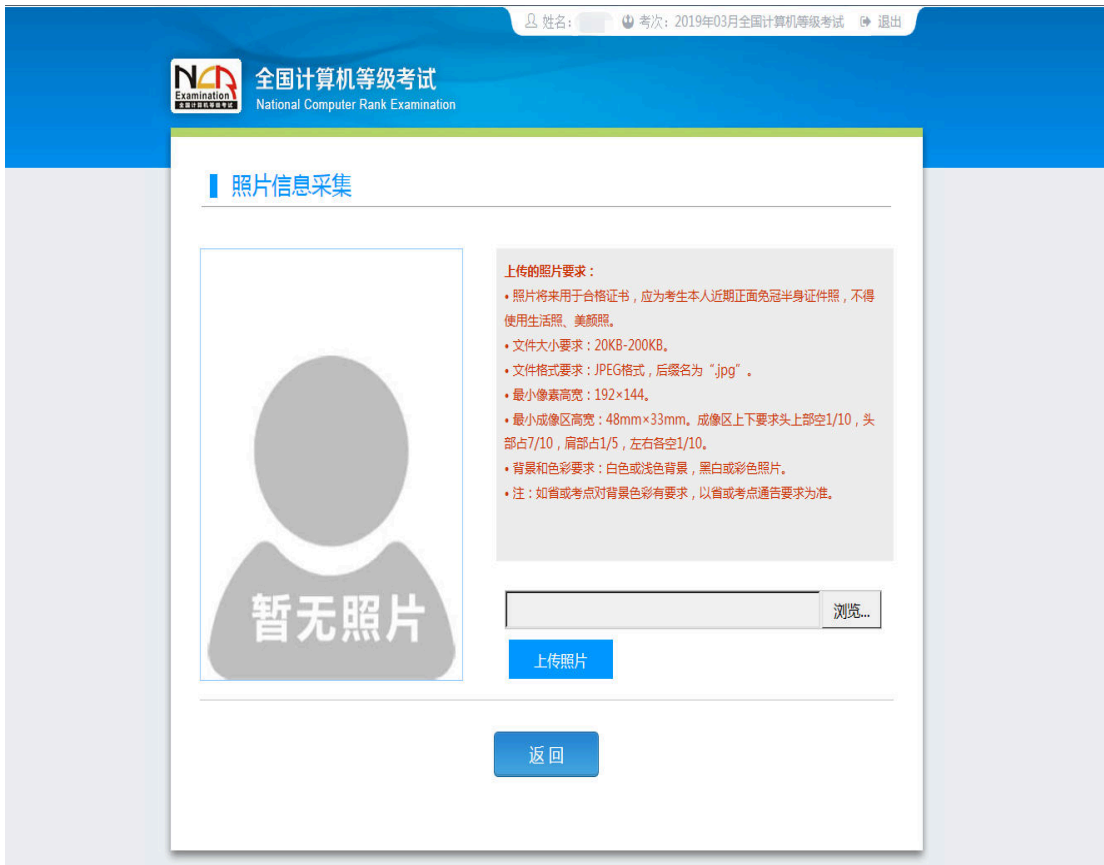 姓名： 考次：2019年03月全国计算机等级考试 退出
NCR
Examination
全国计算机等级考试
全国计算机等级考试
National Computer Rank Examination
照片信息采集
上传的照片要求：
• 照片将来用于合格证书，应为考生本人近期正面免冠半身证件照，不得
使用生活照、美颜照。
• 文件大小要求：20KB-200KB。
• 文件格式要求：JPEG格式，后缀名为“.jpg”。
• 最小像素高宽：192×144。
• 最小成像区高宽：48mm×33mm。成像区上下要求头上部空1/10，头
部占7/10，肩部占1/5，左右各空1/10。
• 背景和色彩要求：白色或浅色背景，黑白或彩色照片。
• 注：如省或考点对背景色彩有要求，以省或考点通告要求为准。
暂无照片
浏览...
上传照片
返回